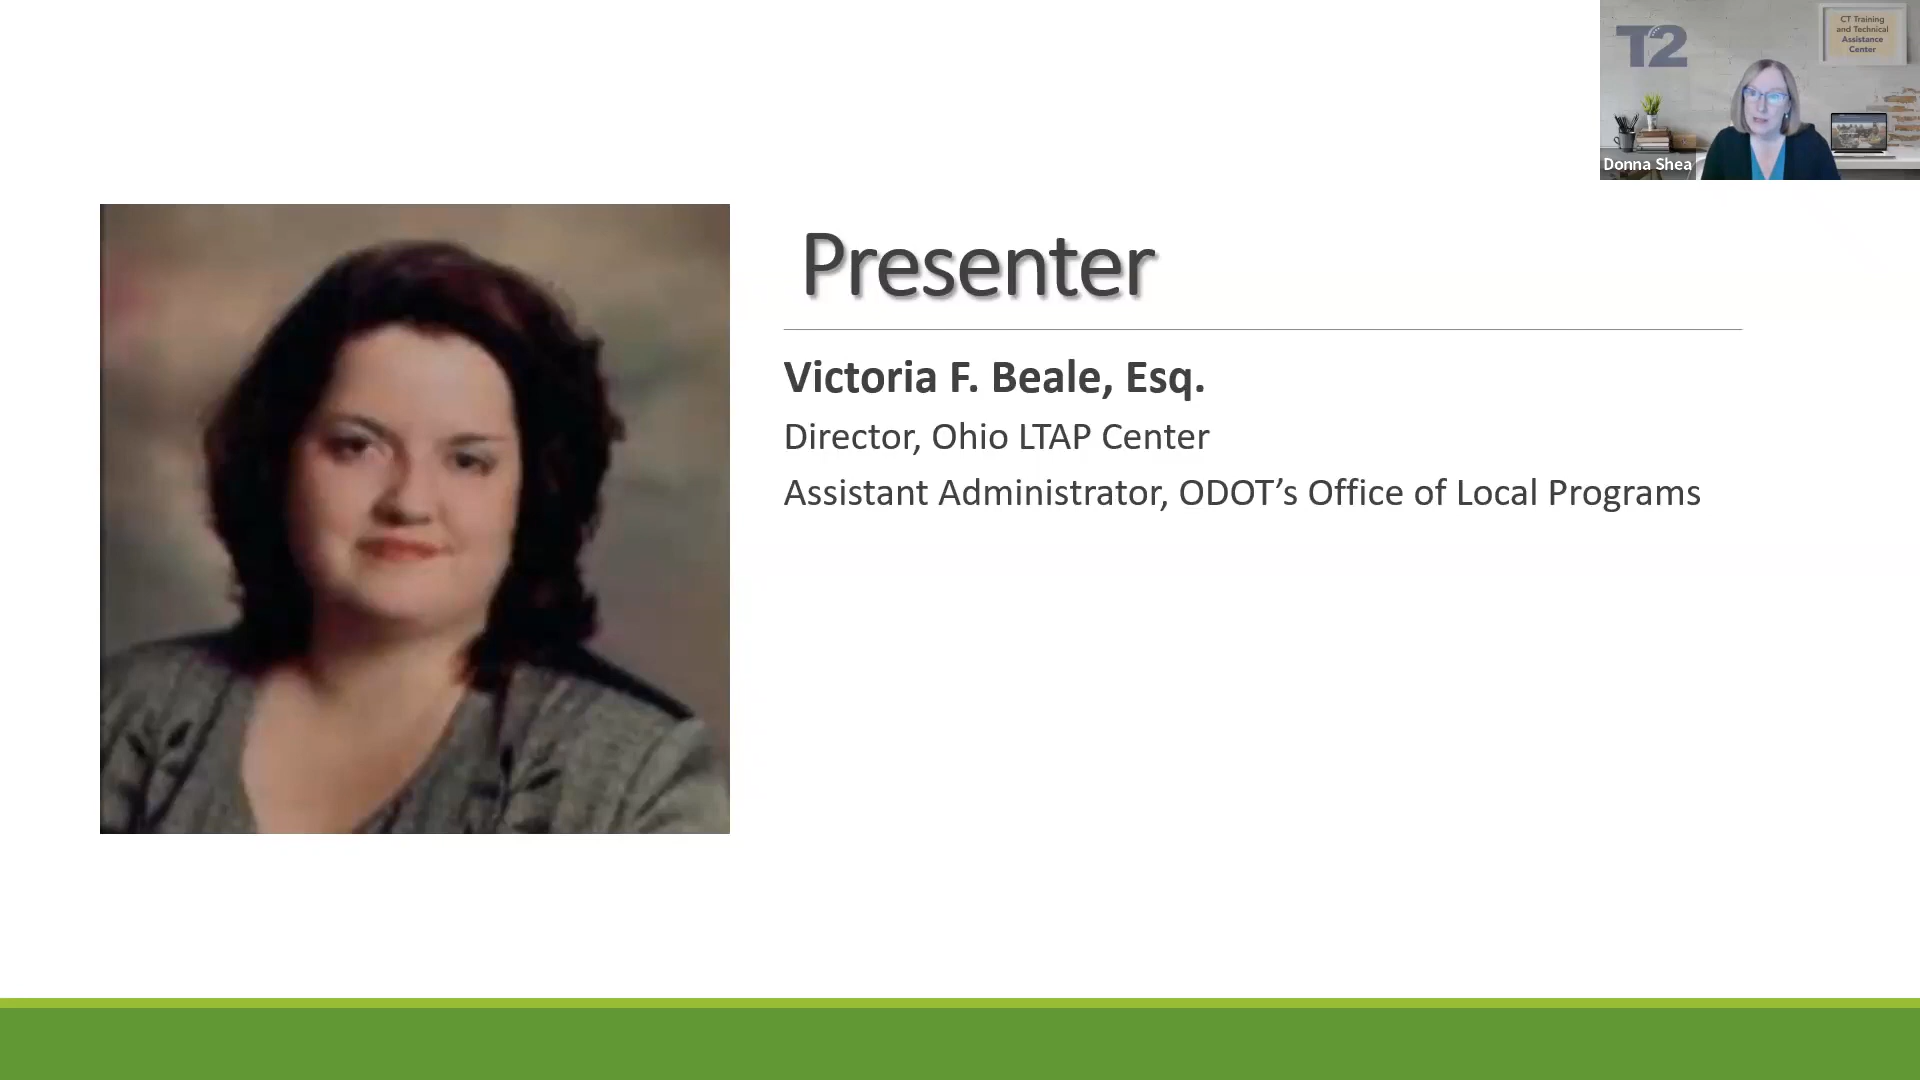 T2
CT Training
and Technical
Assistance
Center
Donna Shea
Presenter
Victoria F. Beale, Esq.
Director, Ohio LTAP Center
Assistant Administrator, ODOT’s Office of Local Programs